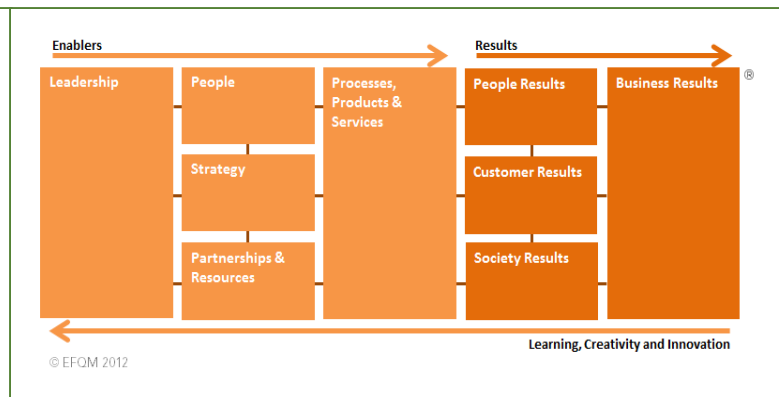 Enablers
Results
Leadership
People
Processes,
Products &
Services
People Results
Business Results
®
Strategy
Customer Results
Partnerships &
Resources
Society Results
Learning, Creativity and Innovation
© EFQM 2012